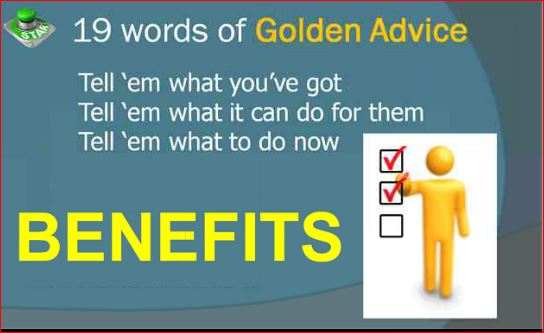 START
19 words of Golden Advice
Tell ‘em what you’ve got
Tell ‘em what it can do for them
Tell ‘em what to do now
BENEFITS